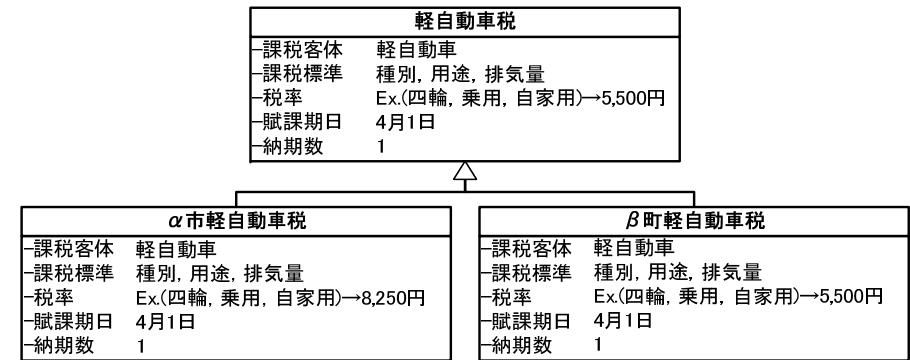 軽自動車税
−課税客体 軽自動車
−課税標準 種別, 用途, 排気量
−税率 Ex.(四輪, 乗用, 自家用)→5,500円
−賦課期日 4月1日
−納期数 1
α市軽自動車税
−課税客体 軽自動車
−課税標準 種別, 用途, 排気量
−税率 Ex.(四輪, 乗用, 自家用)→8,250円
−賦課期日 4月1日
−納期数 1
β町軽自動車税
−課税客体 軽自動車
−課税標準 種別, 用途, 排気量
−税率 Ex.(四輪, 乗用, 自家用)→5,500円
−賦課期日 4月1日
−納期数 1